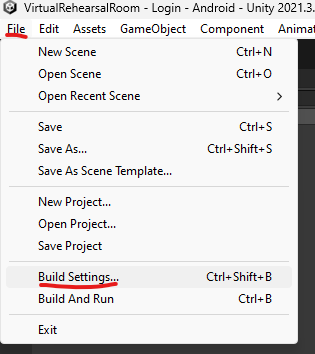 VirtualRehearsalRoom - Login - Android - Unity 2021.3.
File Edit Assets GameObject Component Animat
New Scene Ctrl+N
Open Scene Ctrl+O
Open Recent Scene >
Save Ctrl+S
Save As... Ctrl+Shift+S
Save As Scene Template...
New Project...
Open Project...
Save Project
Build Settings... Ctrl+Shift+B
Build And Run Ctrl+B
Exit